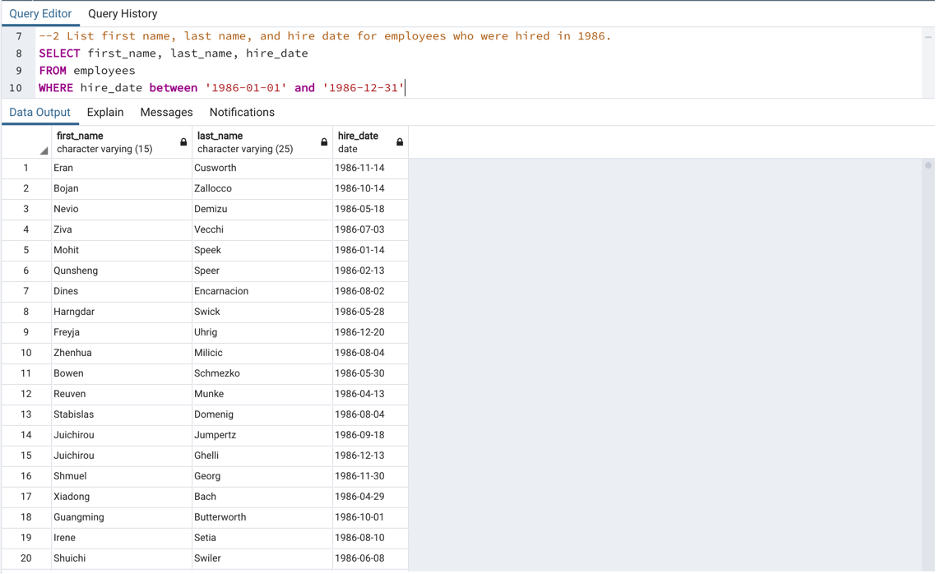 Query Editor Query History
7 --2 List first name, last name, and hire date for employees who were hired in 1986.
8 SELECT first_name, last_name, hire_date
9 FROM employees
10 WHERE hire_date between '1986-01-01' and '1986-12-31'
Data Output Explain Messages Notifications
first_name last_name hire_date
character varying (15) character varying (25) date
1 Eran Cusworth 1986-11-14
2 Bojan Zallocco 1986-10-14
3 Nevio Demizu 1986-05-18
4 Ziva Vecchi 1986-07-03
5 Mohit Speek 1986-01-14
6 Qunsheng Speer 1986-02-13
7 Dines Encarnacion 1986-08-02
8 Harngdar Swick 1986-05-28
9 Freyja Uhrig 1986-12-20
10 Zhenhua Milicic 1986-08-04
11 Bowen Schmezko 1986-05-30
12 Reuven Munke 1986-04-13
13 Stabislas Domenig 1986-08-04
14 Juichirou Jumpertz 1986-09-18
15 Juichirou Ghelli 1986-12-13
16 Shmuel Georg 1986-11-30
17 Xiadong Bach 1986-04-29
18 Guangming Butterworth 1986-10-01
19 Irene Setia 1986-08-10
20 Shuichi Swiler 1986-06-08